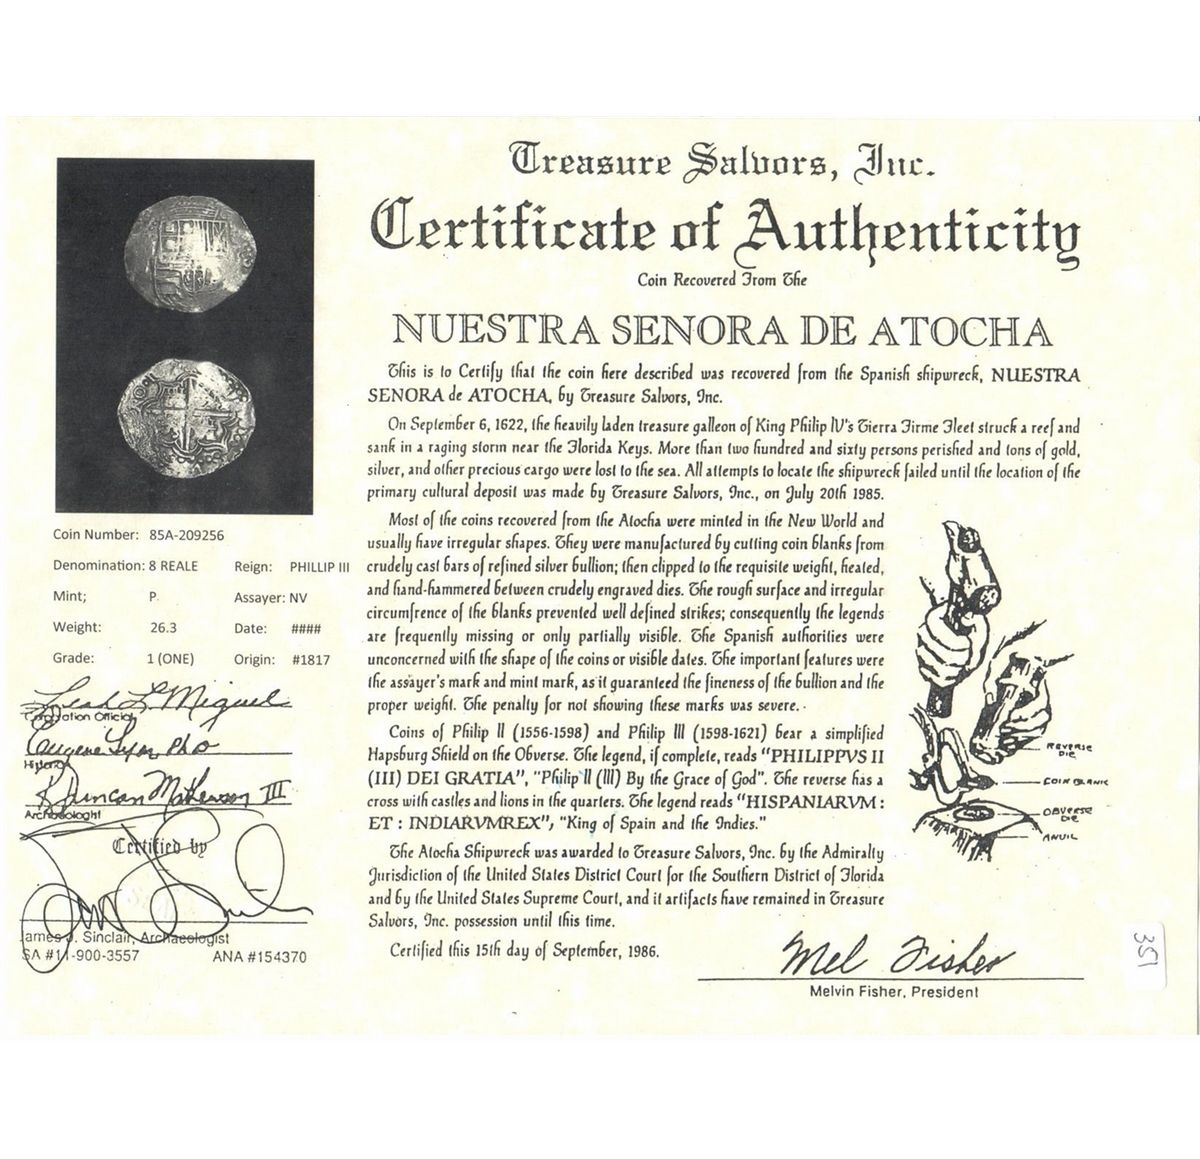 Treasure Salvors, Inc.
Certificate of Authenticity
Coin Recovered From The
NUESTRA SENORA DE ATOCHA
This is to Certify that the coin here described was recovered from the Spanish shipwreck, NUESTRA
SENORA de ATOCHA, by Treasure Salvors, Inc.
On September 6, 1622, the heavily laden treasure galleon of King Philip IV's Tierra Firme Fleet struck a reef and
sank in a raging storm near the Florida Keys. More than two hundred and sixty persons perished and tons of gold,
silver, and other precious cargo were lost to the sea. All attempts to locate the shipwreck failed until the location of the
primary cultural deposit was made by Treasure Salvors, Inc., on July 20th 1985.
Most of the coins recovered from the Atocha were minted in the New World and
usually have irregular shapes. They were manufactured by cutting coin blanks from
crudely cast bars of refined silver bullion; then clipped to the requisite weight, heated,
and hand-hammered between crudely engraved dies. The rough surface and irregular
circumfrence of the blanks prevented well defined strikes; consequently the legends
are frequently missing or only partially visible. The Spanish authorities were
unconcerned with the shape of the coins or visible dates. The important features were
the assayer's mark and mint mark, as it guaranteed the fineness of the bullion and the
proper weight. The penalty for not showing these marks was severe.
Coins of Philip II (1556-1598) and Philip III (1598-1621) bear a simplified
Hapsburg Shield on the Obverse. The legend, if complete, reads "PHILIPPVS II
(III) DEI GRATIA", "Philip II (III) By the Grace of God". The reverse has a
cross with castles and lions in the quarters. The legend reads "HISPANIARVM :
ET : INDIARVMREX", "King of Spain and the Indies."
The Atocha Shipwreck was awarded to Treasure Salvors, Inc. by the Admiralty
Jurisdiction of the United States District Court for the Southern District of Florida
and by the United States Supreme Court, and it artifacts have remained in Treasure
Salvors, Inc. possession until this time.
Certified this 15th day of September, 1986.
Mel Fisher
Melvin Fisher, President
REVERSE
DIE
COIN BLANK
OBVERSE
DIE
ANVIL
351
Coin Number: 85A-209256
Denomination: 8 REALE Reign: PHILLIP III
Mint; P Assayer: NV
Weight: 26.3 Date: ####
Grade: 1 (ONE) Origin: #1817
Leah L. Miguel
Corporation Official
Eugene Lyon, PhD
Historian
R Duncan Mathewson III
Archaeologist
Certified by
James J. Sinclair, Archaeologist
SA #11-900-3557 ANA #154370